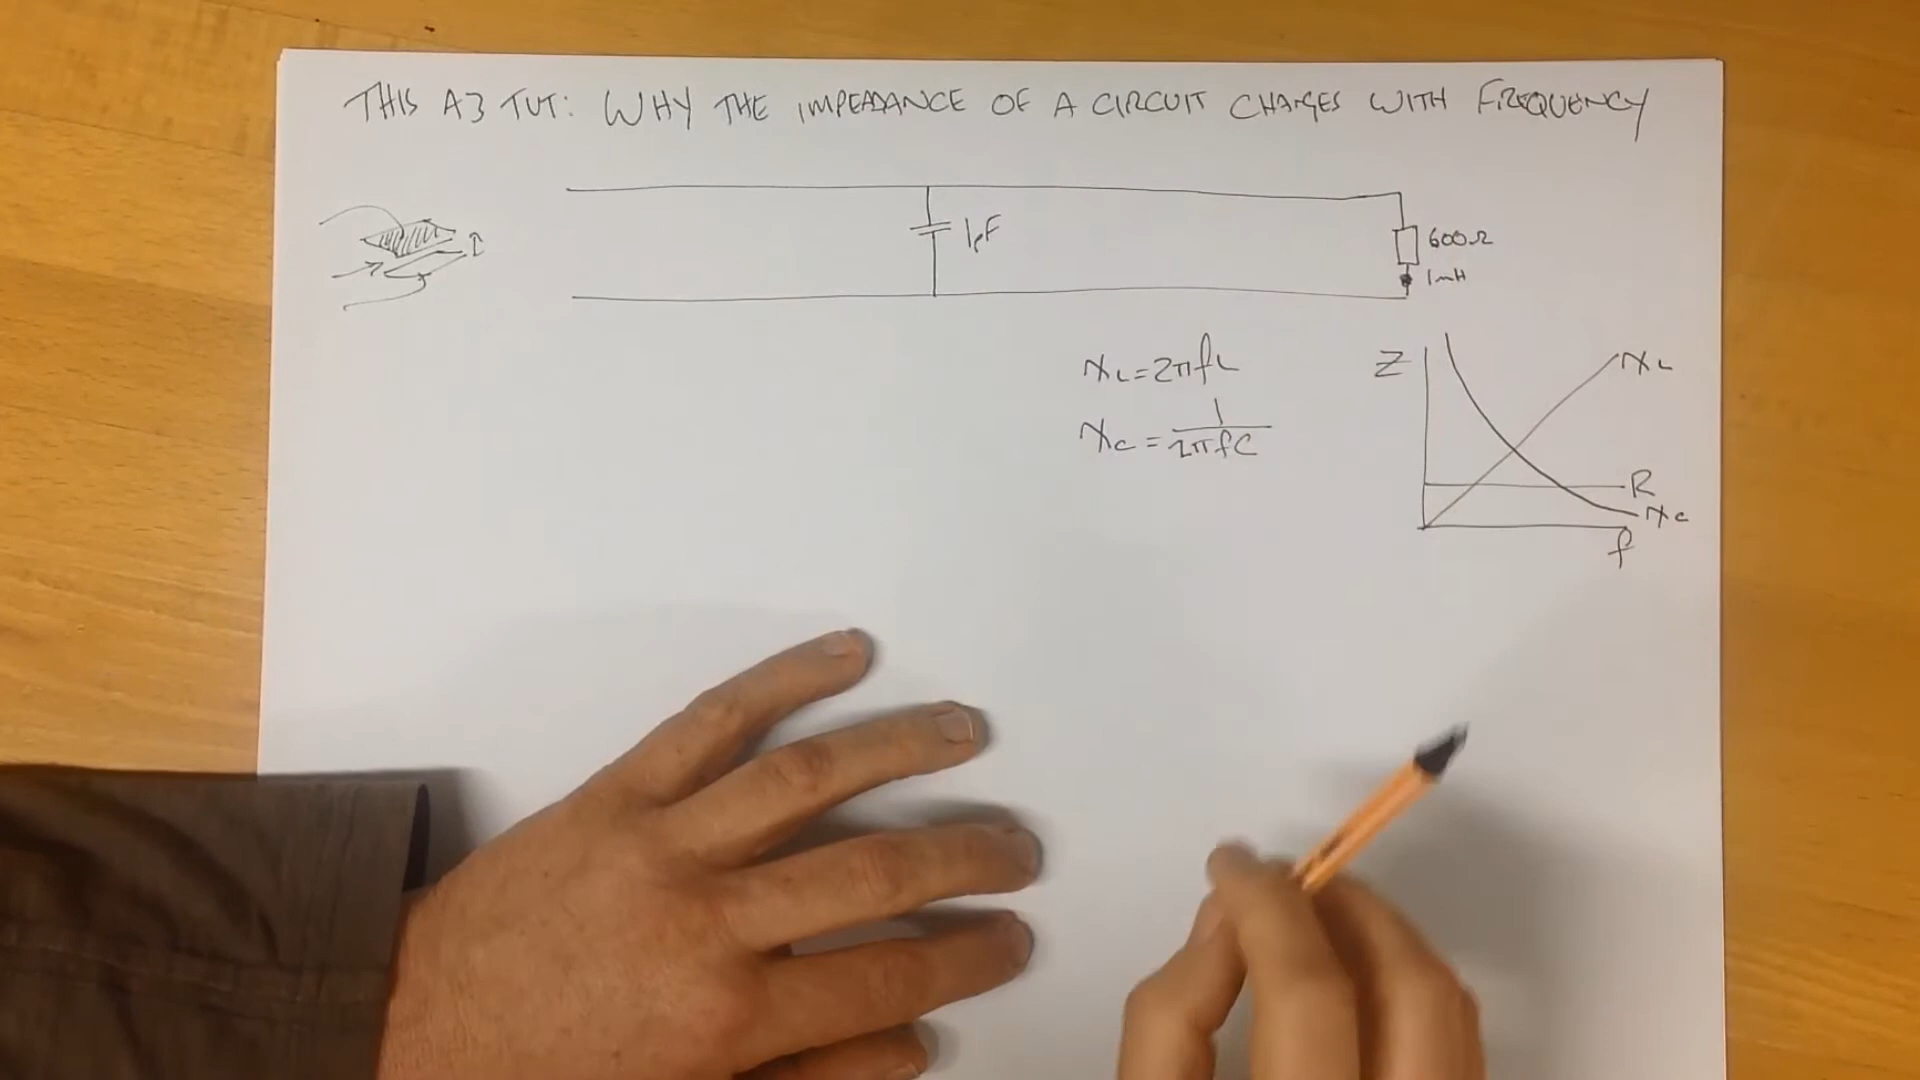 THIS A3 TUT: WHY THE IMPEDANCE OF A CIRCUIT CHANGES WITH FREQUENCY
1pF
600Ω
1mH
XL=2πfL
XC=1/2πfC
Z
XL
R
XC
f